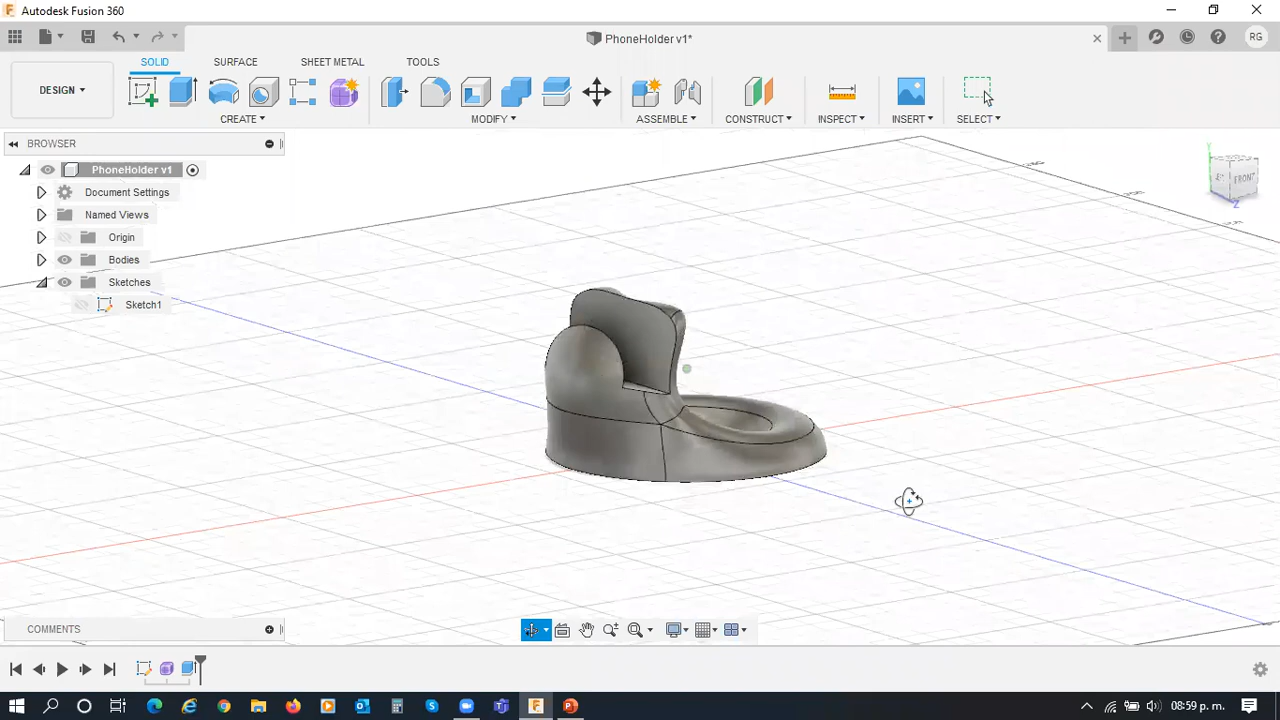 Autodesk Fusion 360
PhoneHolder v1*
RG
DESIGN
SOLID
SURFACE
SHEET METAL
TOOLS
CREATE
MODIFY
ASSEMBLE
CONSTRUCT
INSPECT
INSERT
SELECT
BROWSER
PhoneHolder v1
Document Settings
Named Views
Origin
Bodies
Sketches
Sketch1
FRONT
Y
Z
COMMENTS
08:59 p. m.